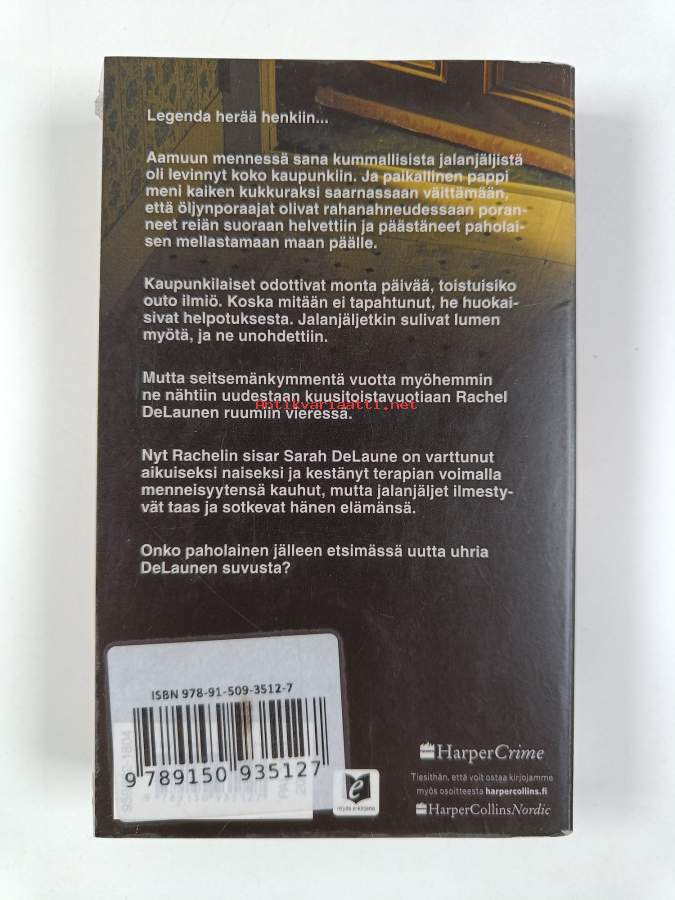 Legenda herää henkiin...
Aamuun mennessä sana kummallisista jalanjäljistä
oli levinnyt koko kaupunkiin. Ja paikallinen pappi
meni kaiken kukkuraksi saarnassaan väittämään,
että öljynporaajat olivat rahanahneudessaan poran-
neet reiän suoraan helvettiin ja päästäneet paholai-
sen mellastamaan maan päälle.
Kaupunkilaiset odottivat monta päivää, toistuisiko
outo ilmiö. Koska mitään ei tapahtunut, he huokai-
sivat helpotuksesta. Jalanjäljetkin sulivat lumen
myötä, ja ne unohdettiin.
Mutta seitsemänkymmentä vuotta myöhemmin
ne nähtiin uudestaan kuusitoistavuotiaan Rachel
Antikvariaatti.net
DeLaunen ruumiin vieressä.
Nyt Rachelin sisar Sarah DeLaune on varttunut
aikuiseksi naiseksi ja kestänyt terapian voimalla
menneisyytensä kauhut, mutta jalanjäljet ilmesty-
vät taas ja sotkevat hänen elämänsä.
Onko paholainen jälleen etsimässä uutta uhria
DeLaunen suvusta?
ISBN 978-91-509-3512-7
9 789150 935127
e
Myös e-kirjana
HarperCrime
Tiesithän, että voit ostaa kirjojamme
myös osoitteesta harpercollins.fi
HarperCollinsNordic